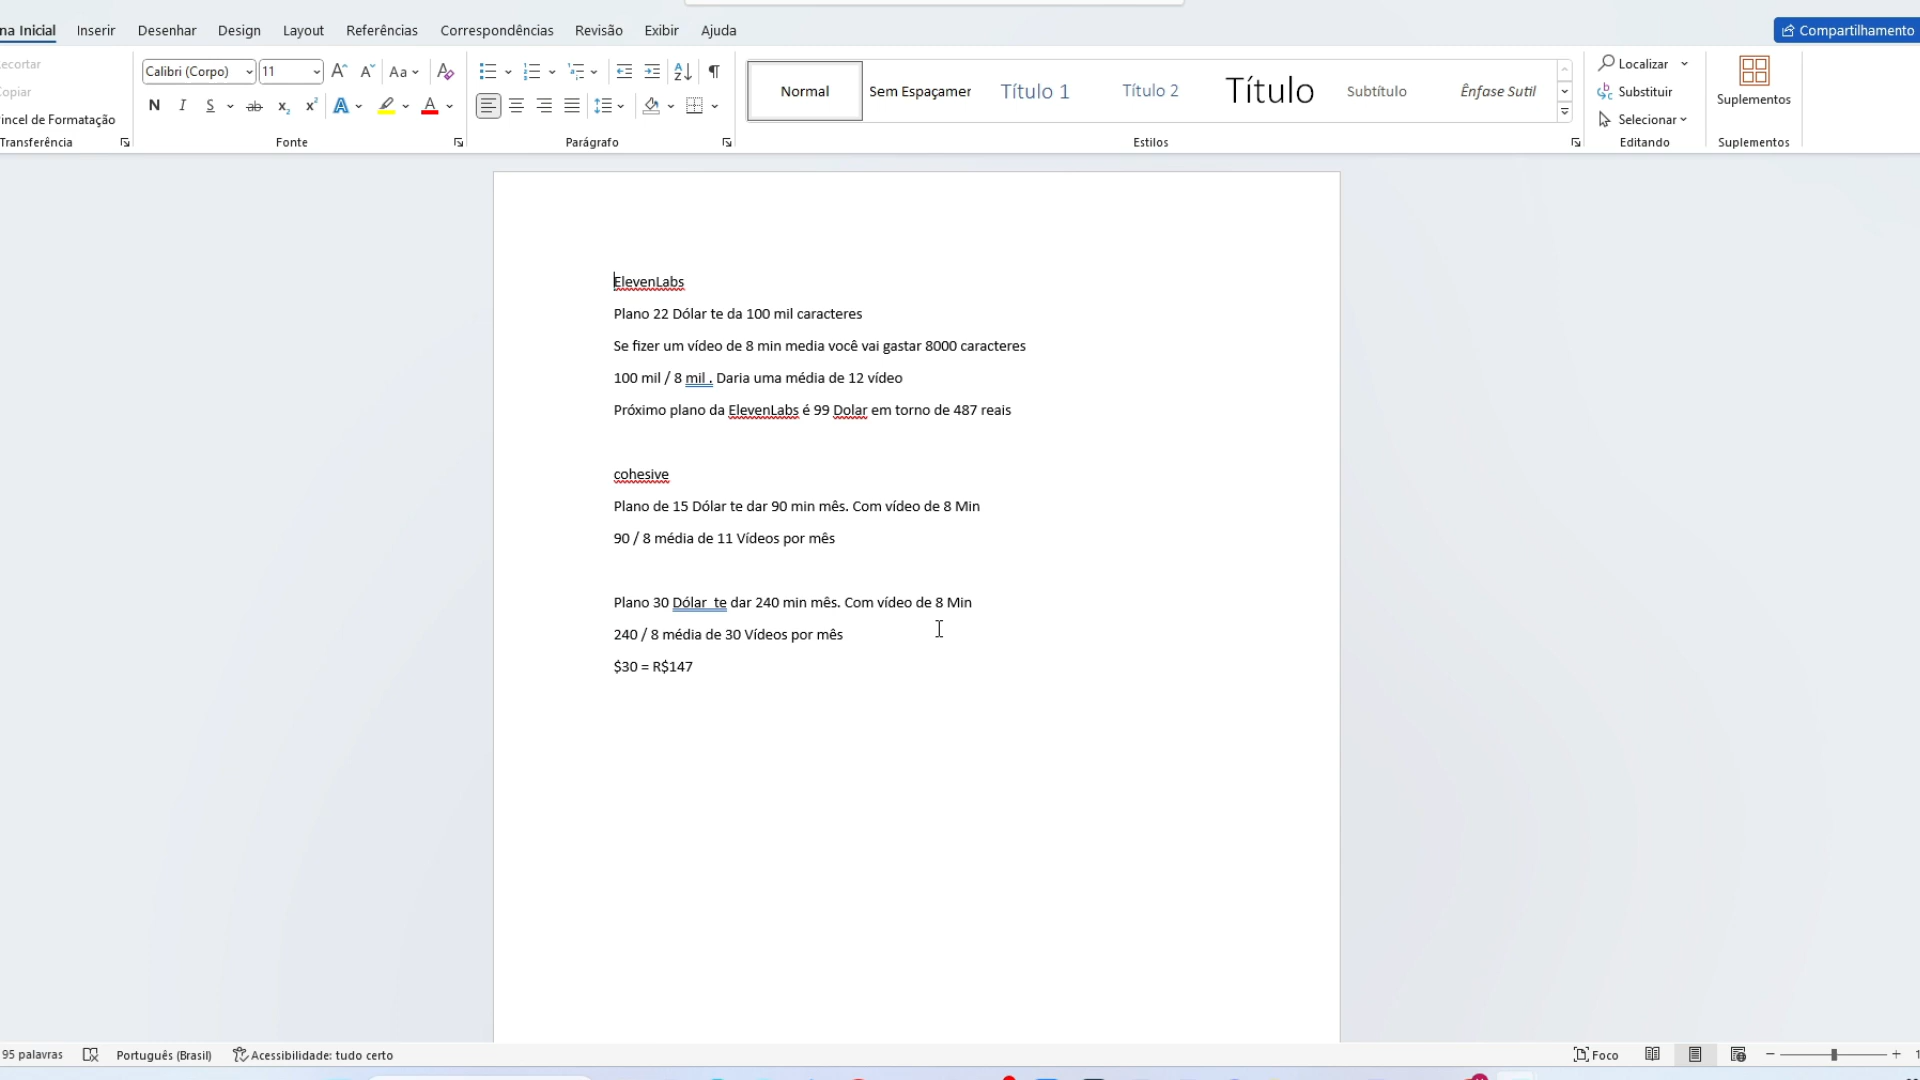 na Inicial Inserir Desenhar Design Layout Referências Correspondências Revisão Exibir Ajuda Compartilhamento
ecortar
opiar
incel de Formatação
Transferência
Calibri (Corpo) 11 Aa
N I S ab x₂ x² A A
Fonte
Parágrafo
Normal Sem Espaçamer Título 1 Título 2 Título Subtítulo Ênfase Sutil
Estilos
Localizar
Substituir
Selecionar
Editando
Suplementos
Suplementos
ElevenLabs
Plano 22 Dólar te da 100 mil caracteres
Se fizer um vídeo de 8 min media você vai gastar 8000 caracteres
100 mil / 8 mil . Daria uma média de 12 vídeo
Próximo plano da ElevenLabs é 99 Dolar em torno de 487 reais
cohesive
Plano de 15 Dólar te dar 90 min mês. Com vídeo de 8 Min
90 / 8 média de 11 Vídeos por mês
Plano 30 Dólar  te dar 240 min mês. Com vídeo de 8 Min
240 / 8 média de 30 Vídeos por mês
$30 = R$147
95 palavras Português (Brasil) Acessibilidade: tudo certo Foco